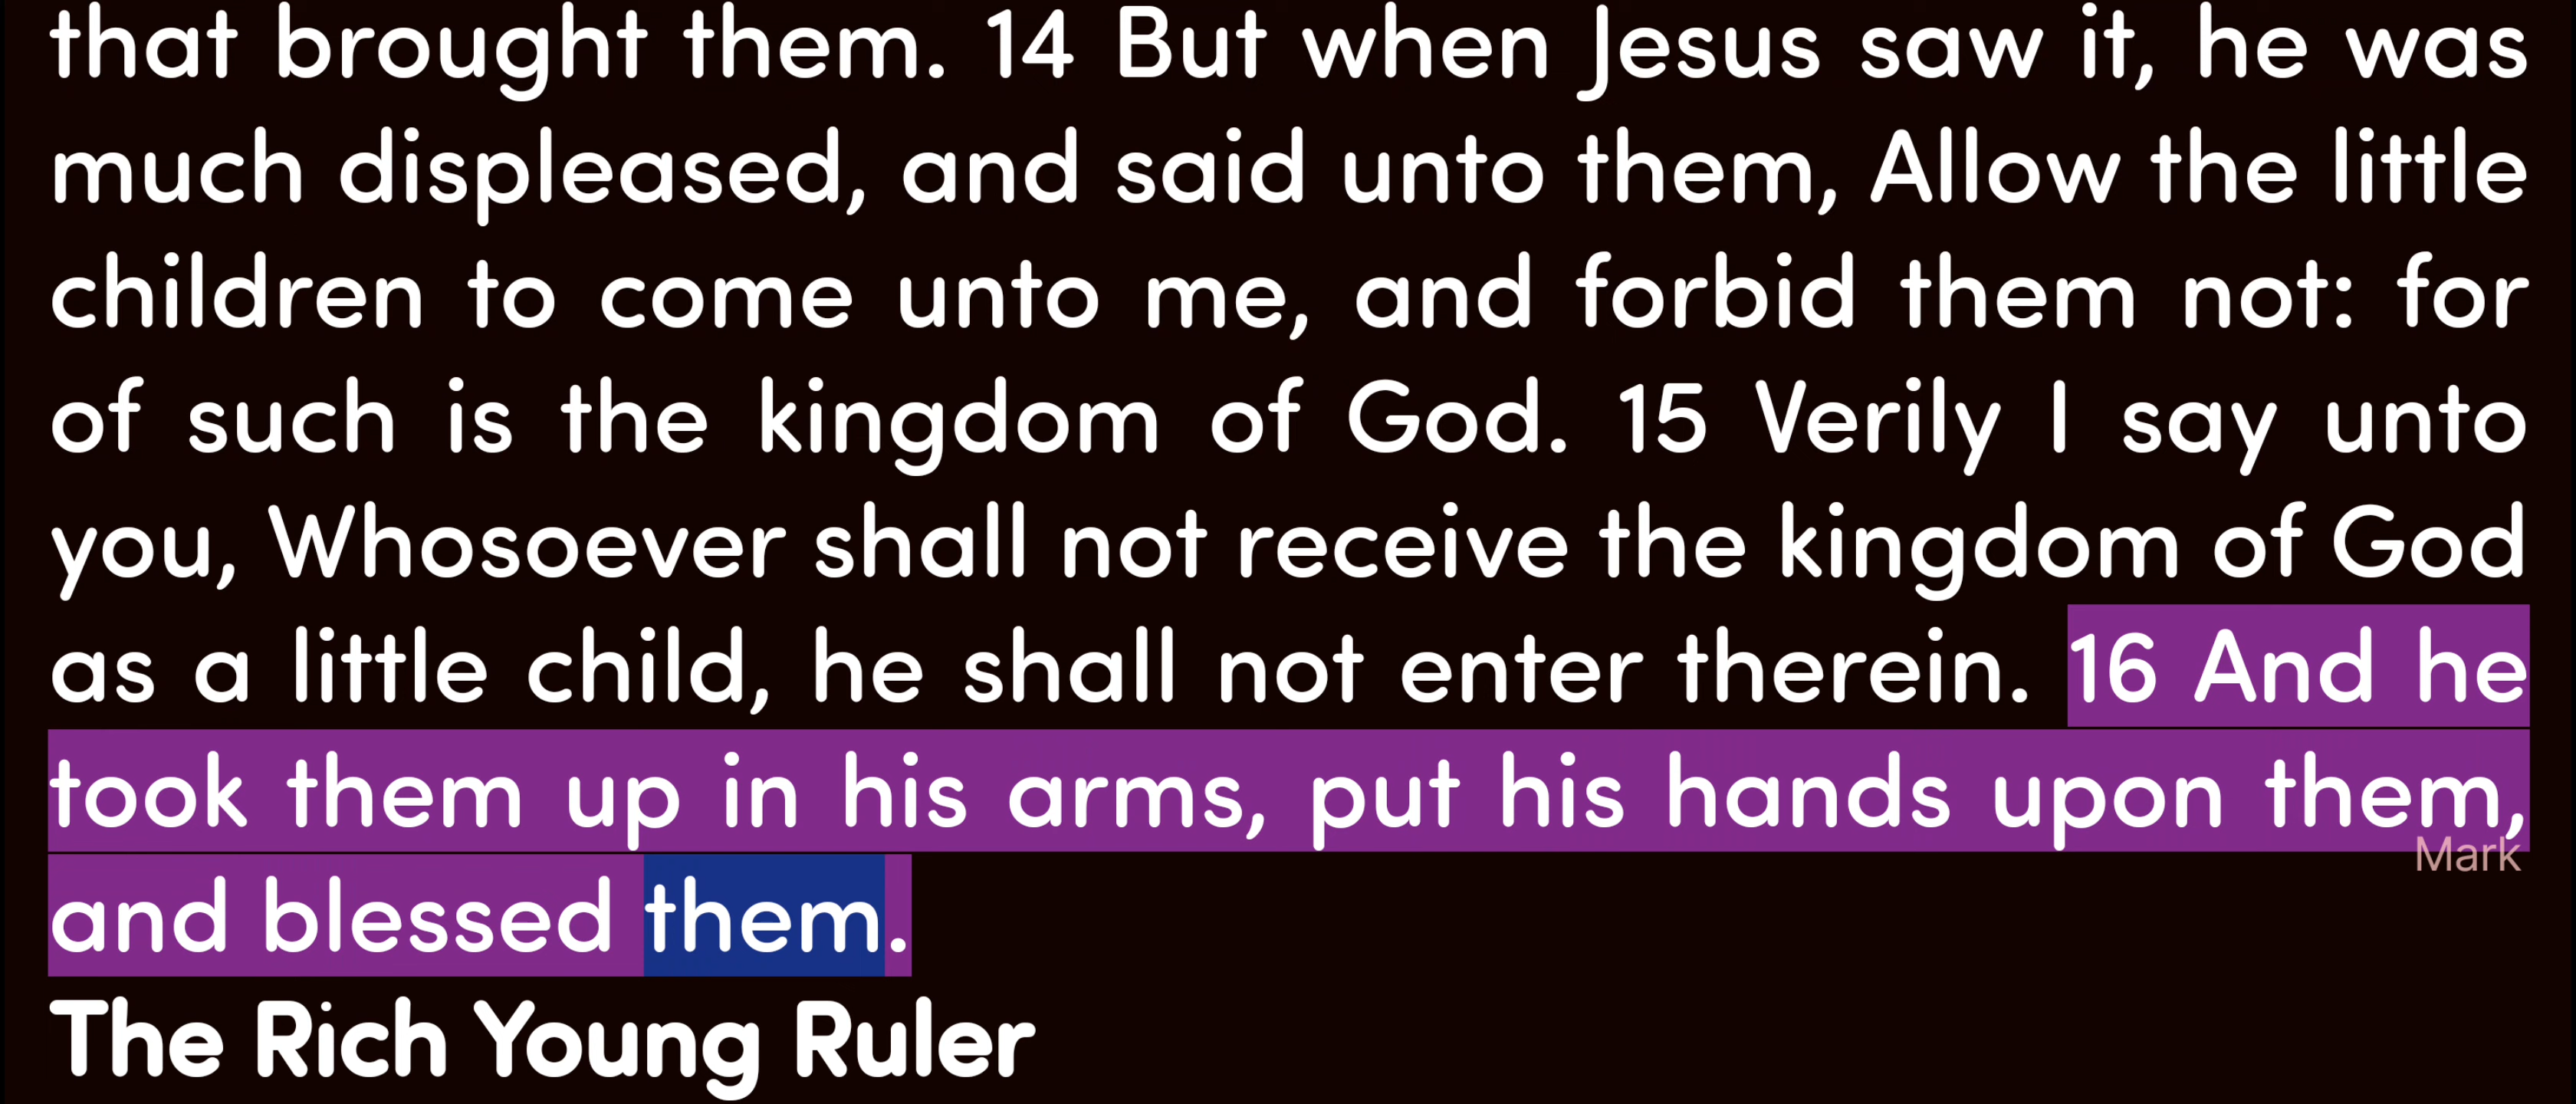 that brought them. 14 But when Jesus saw it, he was
much displeased, and said unto them, Allow the little
children to come unto me, and forbid them not: for
of such is the kingdom of God. 15 Verily I say unto
you, Whosoever shall not receive the kingdom of God
as a little child, he shall not enter therein. 16 And he
took them up in his arms, put his hands upon them,
Mark
and blessed them.
The Rich Young Ruler